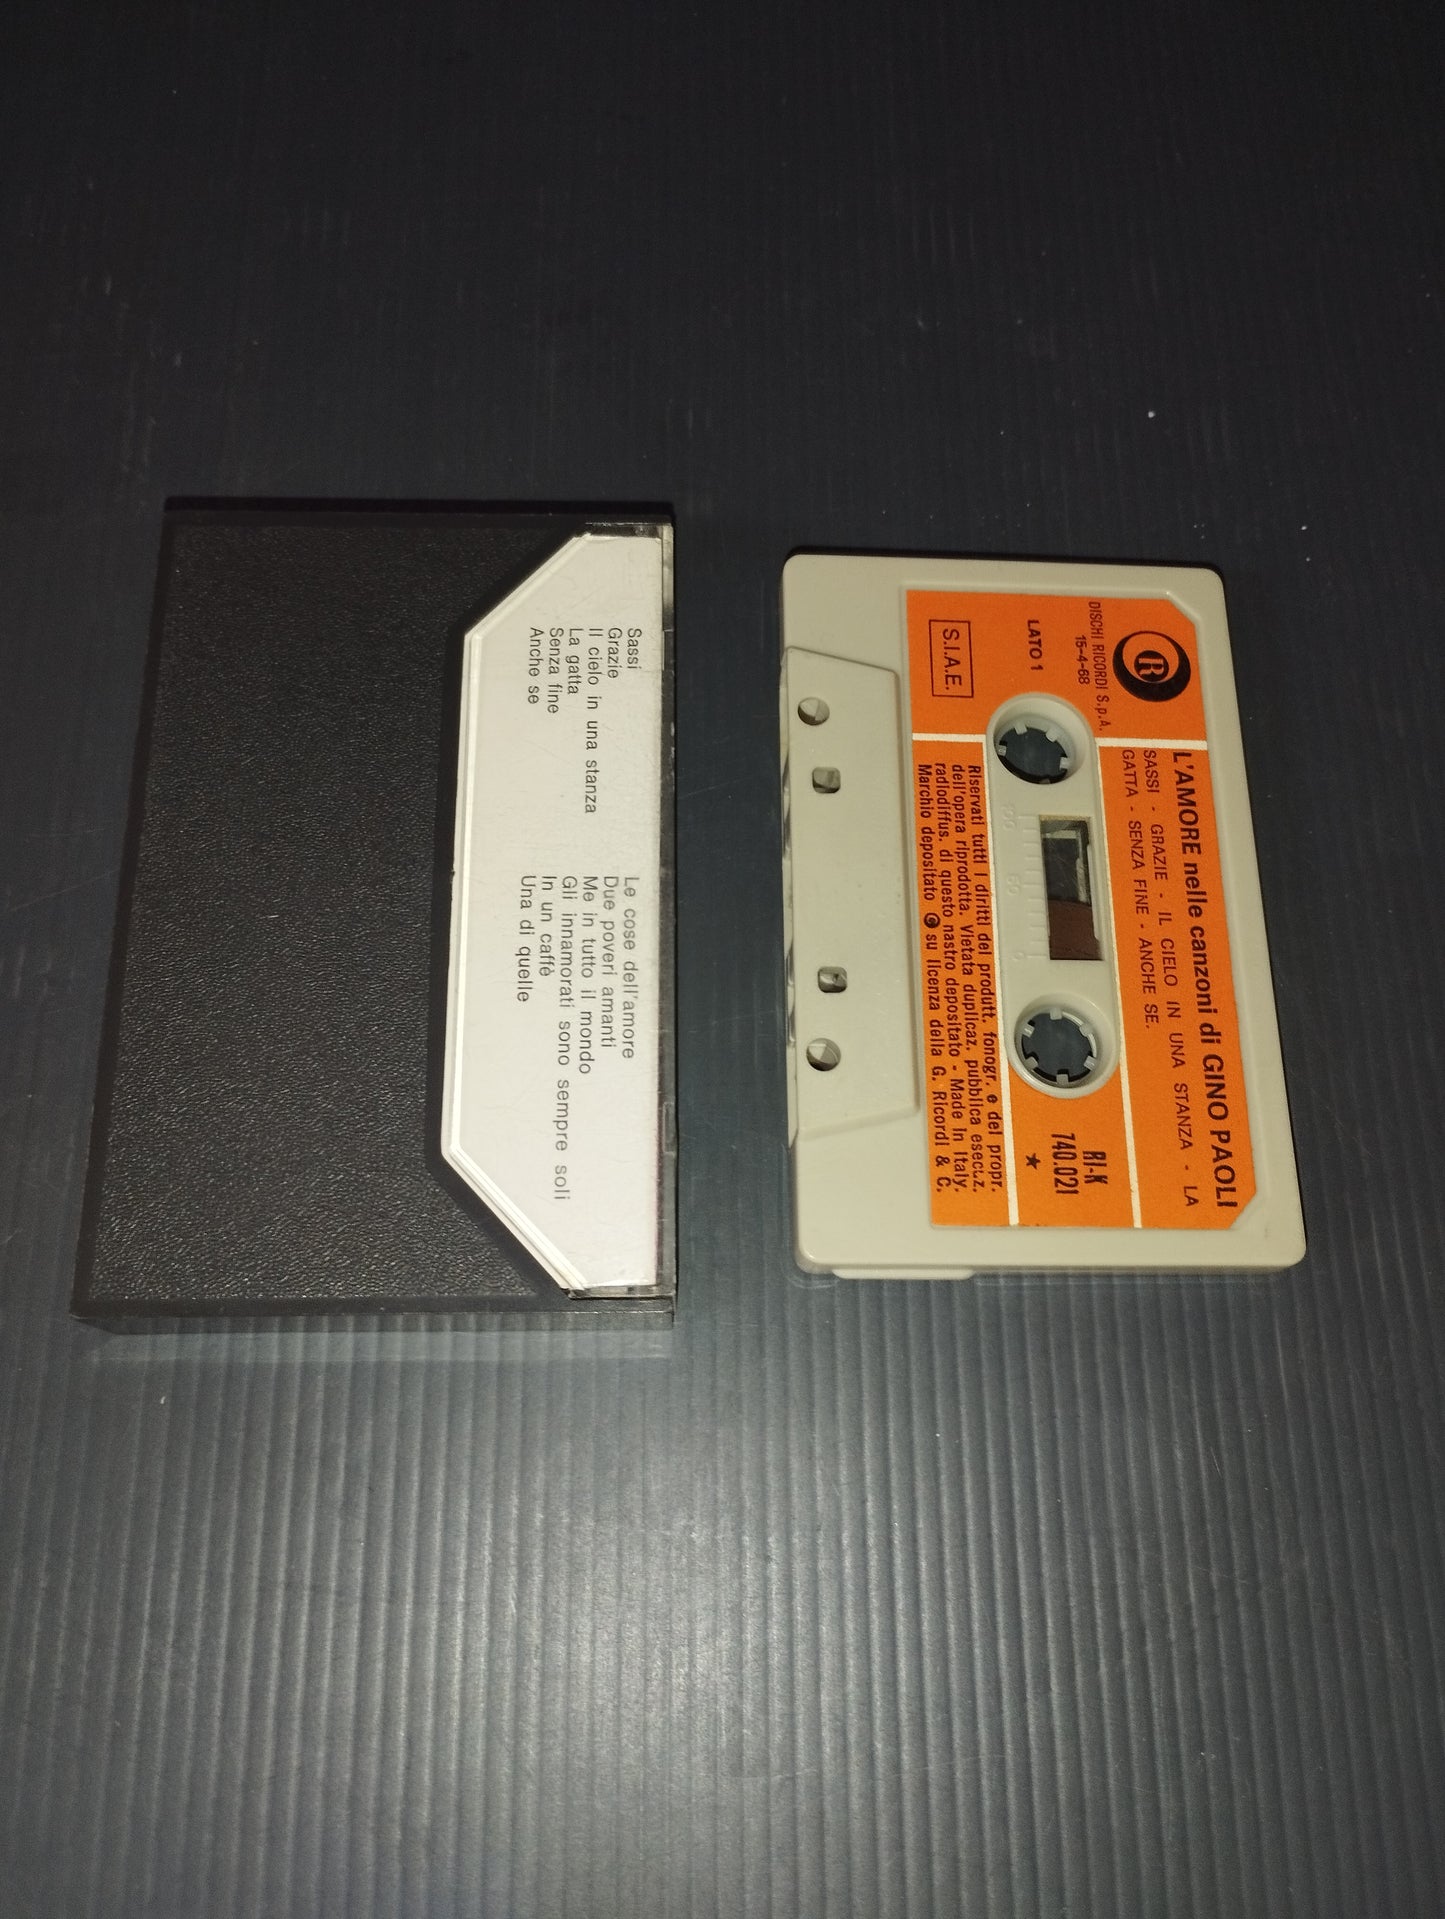 Sassi
Grazie
Il cielo in una stanza
La gatta
Senza fine
Anche se
Le cose dell'amore
Due poveri amanti
Me in tutto il mondo
Gli innamorati sono sempre soli
In un caffè
Una di quelle
R
DISCHI RICORDI S.p.A.
15-4-68
LATO 1
S.I.A.E.
L'AMORE nelle canzoni di GINO PAOLI
SASSI - GRAZIE - IL CIELO IN UNA STANZA - LA
GATTA - SENZA FINE - ANCHE SE.
RI-K
740.021
★
100 50 0
Riservati tutti i diritti del produtt. fonogr. e del propr.
dell'opera riprodotta. Vietata duplicaz. pubblica esecuz.
radiodiffus. di questo nastro depositato - Made in Italy.
Marchio depositato © su licenza della G. Ricordi & C.